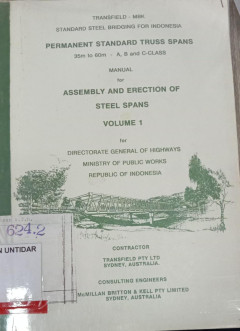 TRANSFIELD - MBK
STANDARD STEEL BRIDGING FOR INDONESIA
PERMANENT STANDARD TRUSS SPANS
35m to 60m - A, B and C-CLASS
MANUAL
for
ASSEMBLY AND ERECTION OF
STEEL SPANS
VOLUME 1
for
DIRECTORATE GENERAL OF HIGHWAYS
MINISTRY OF PUBLIC WORKS
REPUBLIC OF INDONESIA
624.2
N UNTIDAR
CONTRACTOR
TRANSFIELD PTY LTD
SYDNEY, AUSTRALIA.
CONSULTING ENGINEERS
McMILLAN BRITTON & KELL PTY LIMITED
SYDNEY, AUSTRALIA